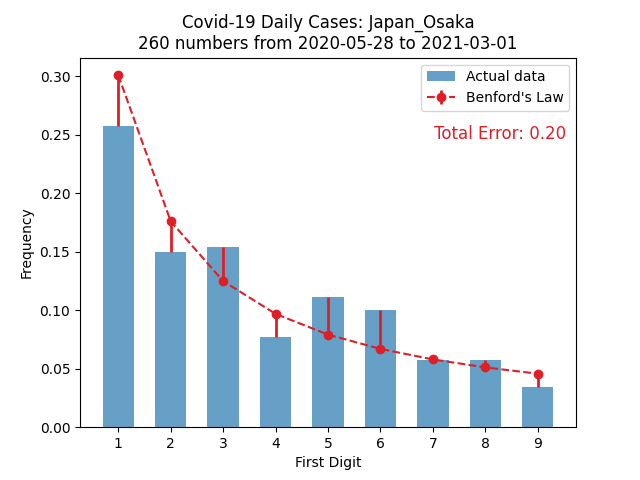 Covid-19 Daily Cases: Japan_Osaka
260 numbers from 2020-05-28 to 2021-03-01
Actual data
Benford's Law
Total Error: 0.20
Frequency
0.30
0.25
0.20
0.15
0.10
0.05
0.00
1 2 3 4 5 6 7 8 9
First Digit